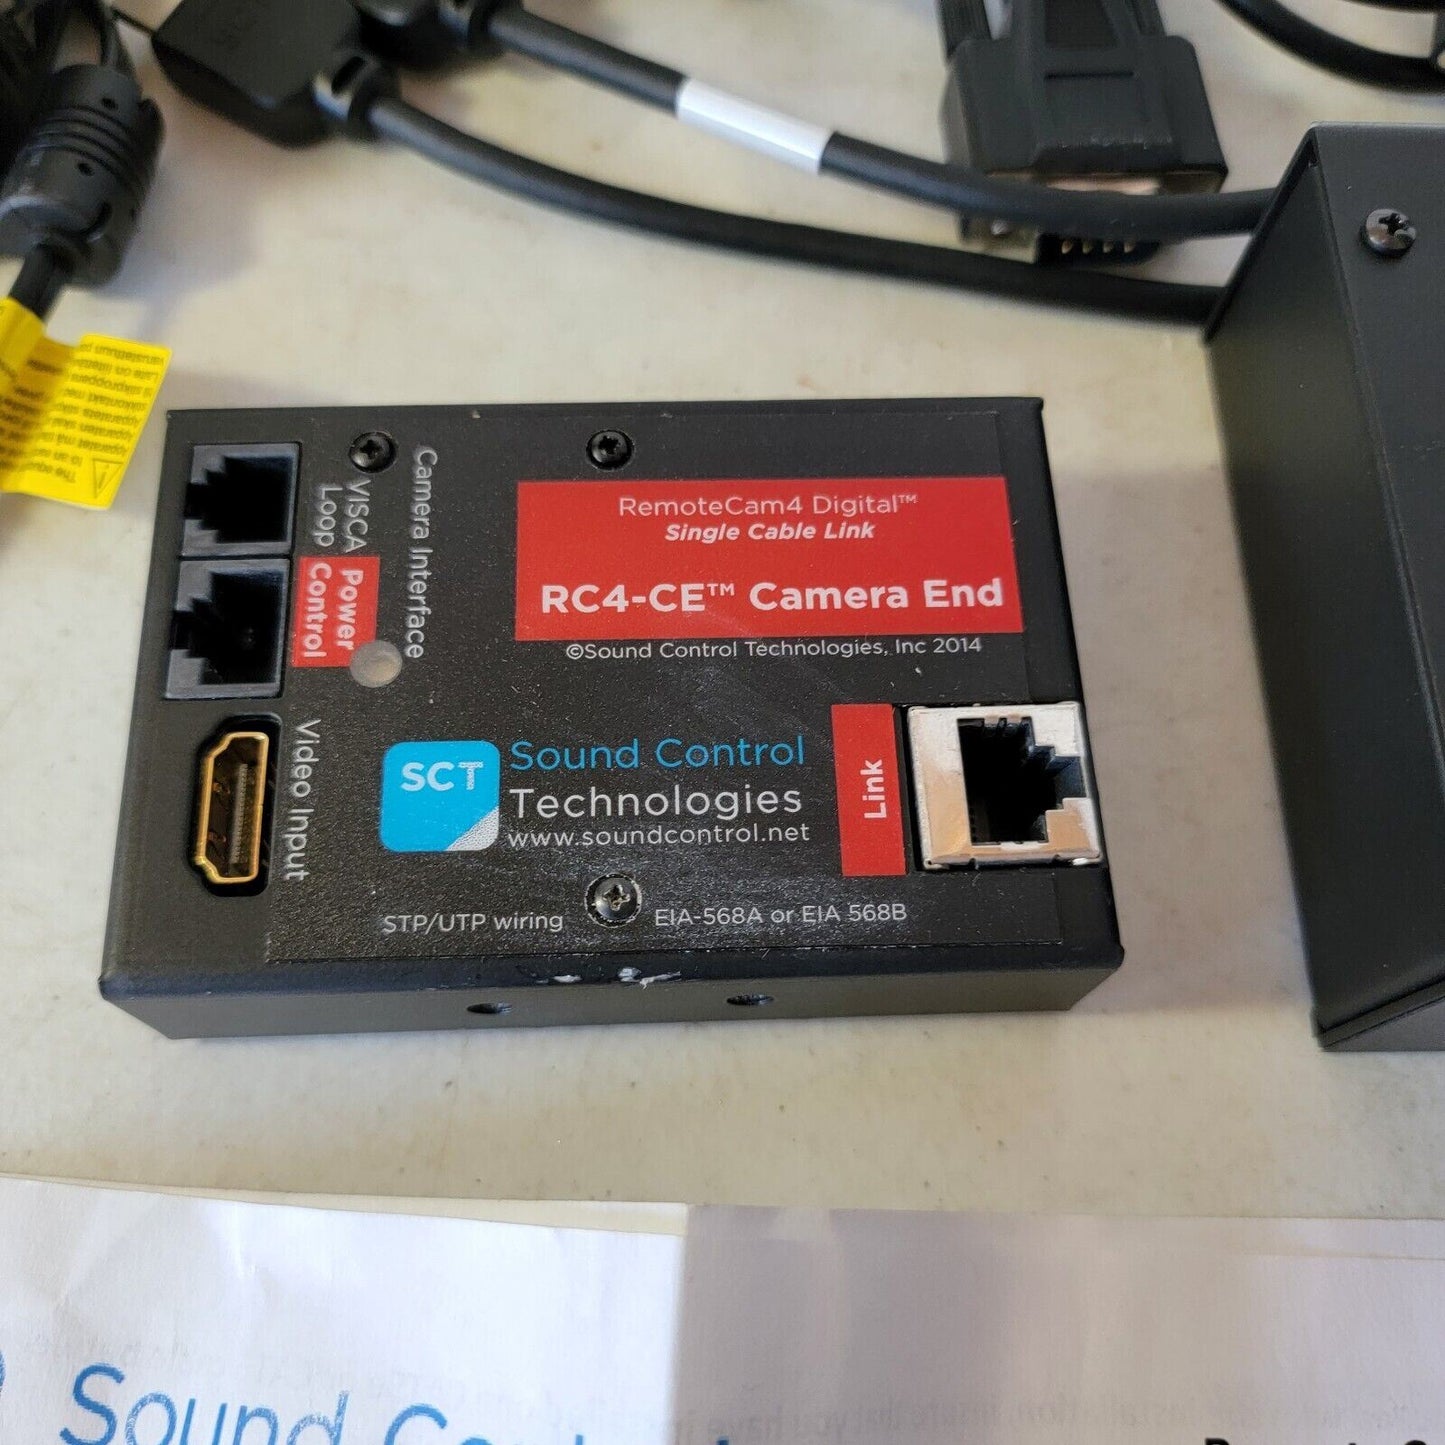 RemoteCam4 Digital™
Single Cable Link
RC4-CE™ Camera End
©Sound Control Technologies, Inc 2014
Camera Interface
VISCA
Loop
Power
Control
Video Input
SCT
Sound Control
Technologies
www.soundcontrol.net
Link
STP/UTP wiring
EIA-568A or EIA 568B
Sound